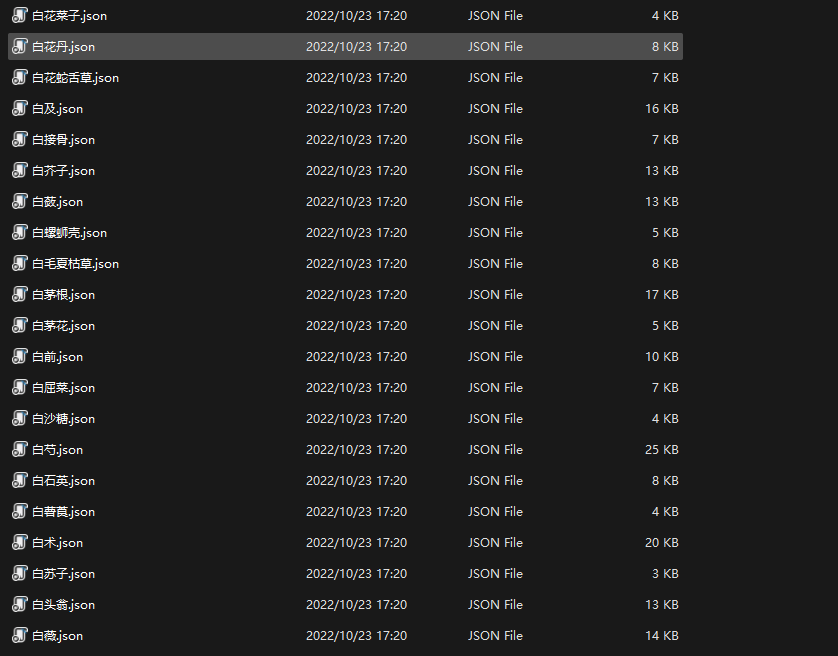 白花菜子.json 2022/10/23 17:20 JSON File 4 KB
白花丹.json 2022/10/23 17:20 JSON File 8 KB
白花蛇舌草.json 2022/10/23 17:20 JSON File 7 KB
白及.json 2022/10/23 17:20 JSON File 16 KB
白接骨.json 2022/10/23 17:20 JSON File 7 KB
白芥子.json 2022/10/23 17:20 JSON File 13 KB
白蔹.json 2022/10/23 17:20 JSON File 13 KB
白螺蛳壳.json 2022/10/23 17:20 JSON File 5 KB
白毛夏枯草.json 2022/10/23 17:20 JSON File 8 KB
白茅根.json 2022/10/23 17:20 JSON File 17 KB
白茅花.json 2022/10/23 17:20 JSON File 5 KB
白前.json 2022/10/23 17:20 JSON File 10 KB
白屈菜.json 2022/10/23 17:20 JSON File 7 KB
白沙糖.json 2022/10/23 17:20 JSON File 4 KB
白芍.json 2022/10/23 17:20 JSON File 25 KB
白石英.json 2022/10/23 17:20 JSON File 8 KB
.json 2022/10/23 17:20 JSON File 4 KB
白术.json 2022/10/23 17:20 JSON File 20 KB
白苏子.json 2022/10/23 17:20 JSON File 3 KB
白头翁.json 2022/10/23 17:20 JSON File 13 KB
白薇.json 2022/10/23 17:20 JSON File 14 KB